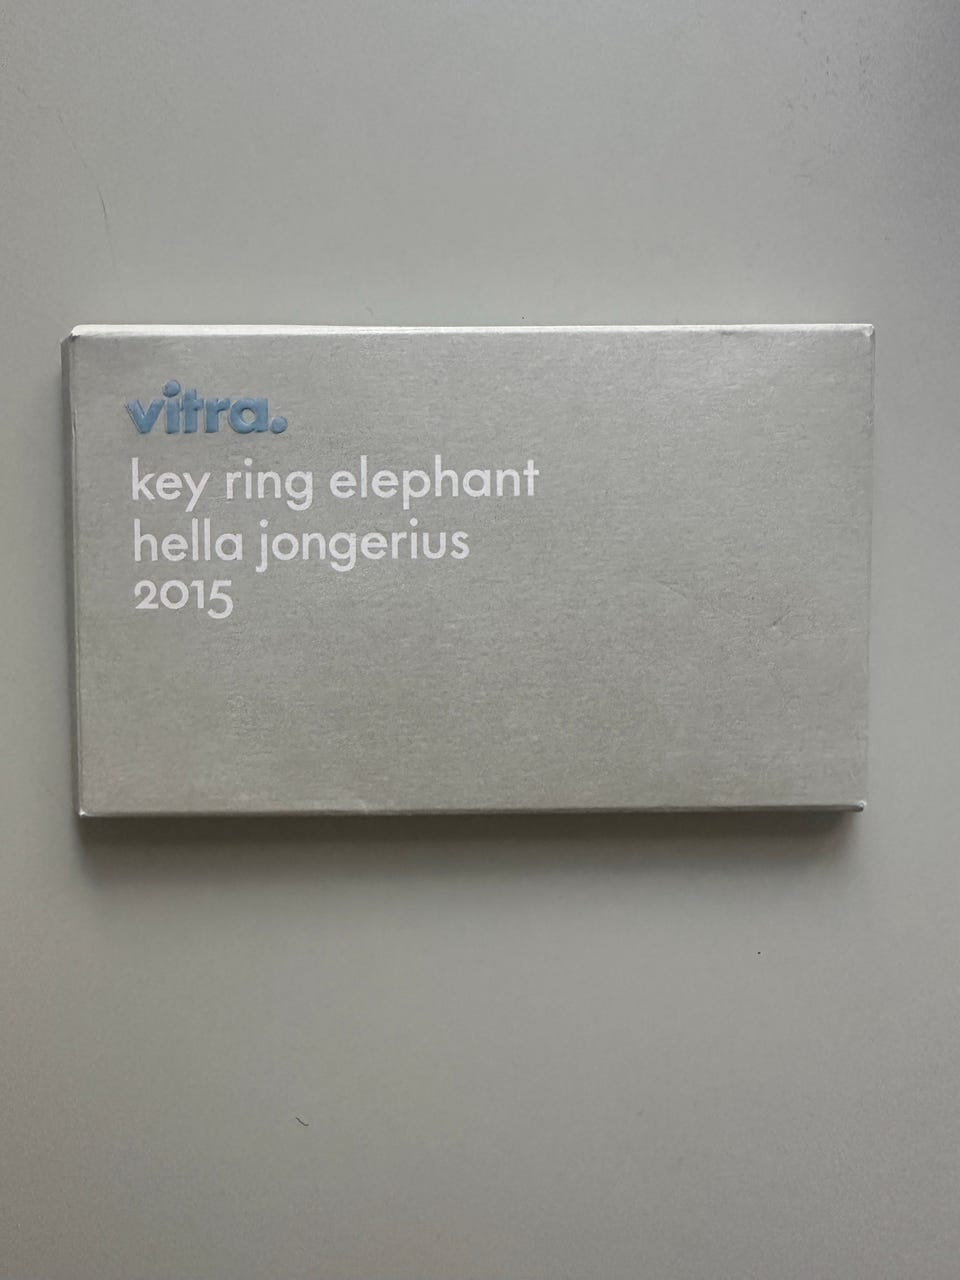 vitra.
key ring elephant
hella jongerius
2015